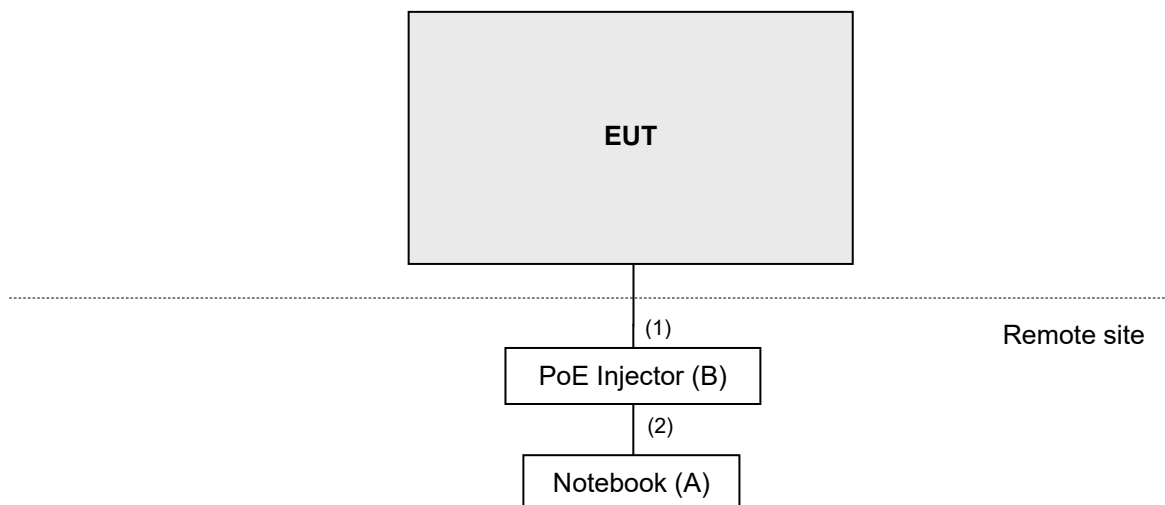 EUT
(1)
Remote site
PoE Injector (B)
(2)
Notebook (A)